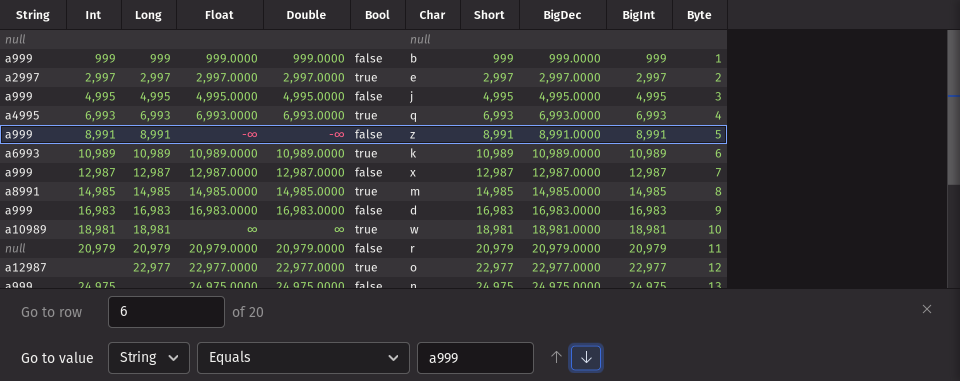 String Int Long Float Double Bool Char Short BigDec BigInt Byte
null null
a999 999 999 999.0000 999.0000 false b 999 999.0000 999 1
a2997 2,997 2,997 2,997.0000 2,997.0000 true e 2,997 2,997.0000 2,997 2
a999 4,995 4,995 4,995.0000 4,995.0000 false j 4,995 4,995.0000 4,995 3
a4995 6,993 6,993 6,993.0000 6,993.0000 true q 6,993 6,993.0000 6,993 4
a999 8,991 8,991 -∞ -∞ false z 8,991 8,991.0000 8,991 5
a6993 10,989 10,989 10,989.0000 10,989.0000 true k 10,989 10,989.0000 10,989 6
a999 12,987 12,987 12,987.0000 12,987.0000 false x 12,987 12,987.0000 12,987 7
a8991 14,985 14,985 14,985.0000 14,985.0000 true m 14,985 14,985.0000 14,985 8
a999 16,983 16,983 16,983.0000 16,983.0000 false d 16,983 16,983.0000 16,983 9
a10989 18,981 18,981 ∞ ∞ true w 18,981 18,981.0000 18,981 10
null 20,979 20,979 20,979.0000 20,979.0000 false r 20,979 20,979.0000 20,979 11
a12987 22,977 22,977.0000 22,977.0000 true o 22,977 22,977.0000 22,977 12
a999 24,975 24,975 24,975.0000 24,975.0000 false n 24,975 24,975.0000 24,975 13
Go to row 6 of 20
Go to value String Equals a999